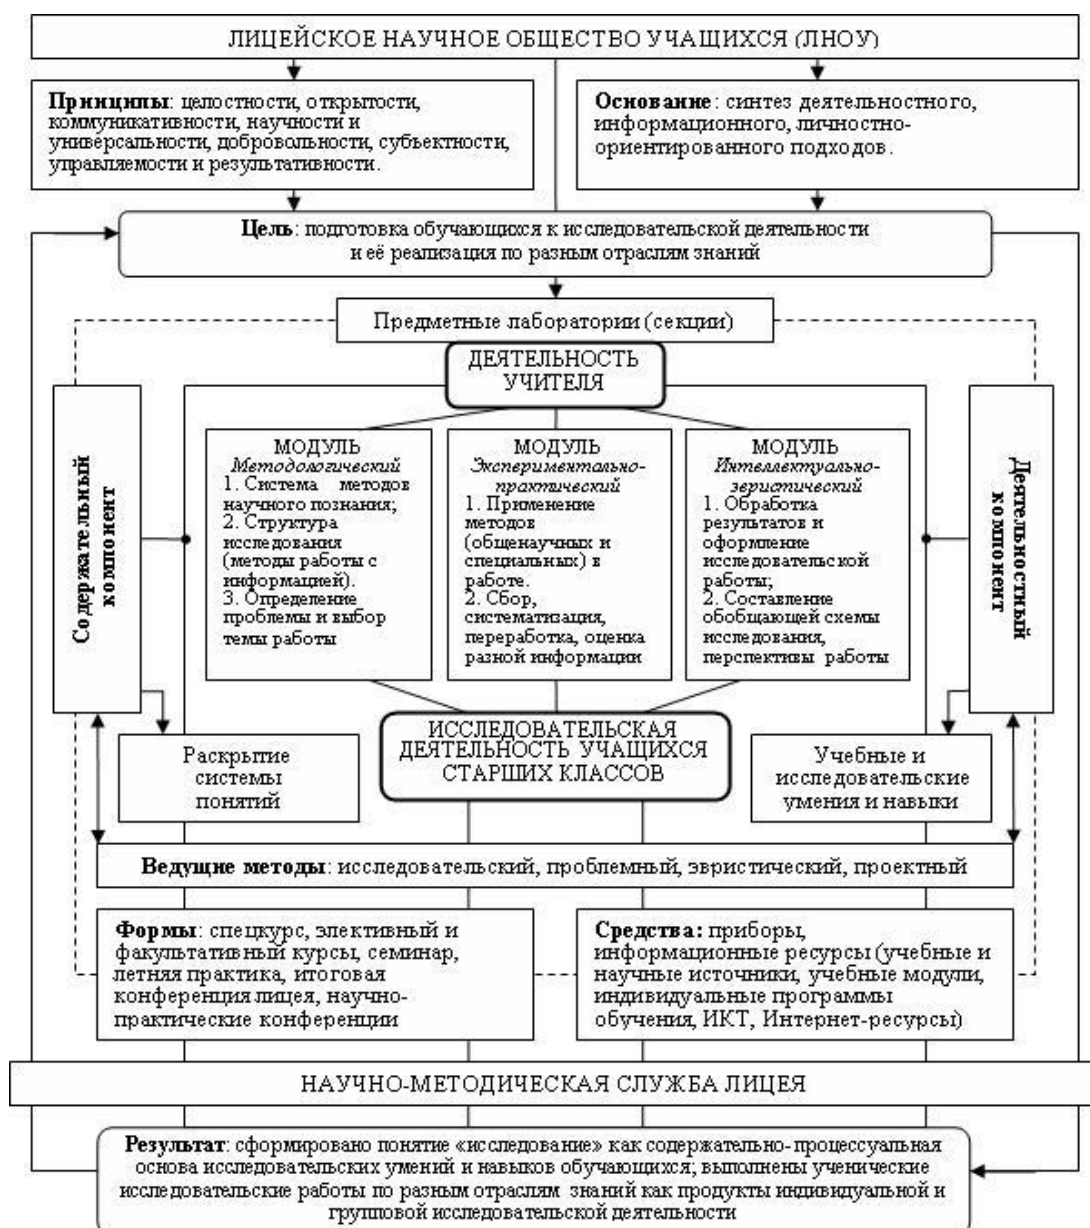 ЛИЦЕЙСКОЕ НАУЧНОЕ ОБЩЕСТВО УЧАЩИХСЯ (ЛНОУ)
Принципы: целостности, открытости,
коммуникативности, научности и
универсальности, добровольности, субъектности,
управляемости и результативности.
Основание: синтез деятельностного,
информационного, личностно-
ориентированного подходов.
Цель: подготовка обучающихся к исследовательской деятельности
и её реализация по разным отраслям знаний
Предметные лаборатории (секции)
ДЕЯТЕЛЬНОСТЬ
УЧИТЕЛЯ
Содержательный
компонент
МОДУЛЬ
Методологический
1. Система методов
научного познания;
2. Структура
исследования
(методы работы с
информацией).
3. Определение
проблемы и выбор
темы работы
МОДУЛЬ
Экспериментально-
практический
1. Применение
методов
(общенаучных и
специальных) в
работе.
2. Сбор,
систематизация,
переработка, оценка
разной информации
МОДУЛЬ
Интеллектуально-
эвристический
1. Обработка
результатов и
оформление
исследовательской
работы;
2. Составление
обобщающей схемы
исследования,
перспективы работы
Деятельностный
компонент
Раскрытие
системы
понятий
ИССЛЕДОВАТЕЛЬСКАЯ
ДЕЯТЕЛЬНОСТЬ УЧАЩИХСЯ
СТАРШИХ КЛАССОВ
Учебные и
исследовательские
умения и навыки
Ведущие методы: исследовательский, проблемный, эвристический, проектный
Формы: спецкурс, элективный и
факультативный курсы, семинар,
летняя практика, итоговая
конференция лицея, научно-
практические конференции
Средства: приборы,
информационные ресурсы (учебные и
научные источники, учебные модули,
индивидуальные программы
обучения, ИКТ, Интернет-ресурсы)
НАУЧНО-МЕТОДИЧЕСКАЯ СЛУЖБА ЛИЦЕЯ
Результат: сформировано понятие «исследование» как содержательно-процессуальная
основа исследовательских умений и навыков обучающихся; выполнены ученические
исследовательские работы по разным отраслям знаний как продукты индивидуальной и
групповой исследовательской деятельности